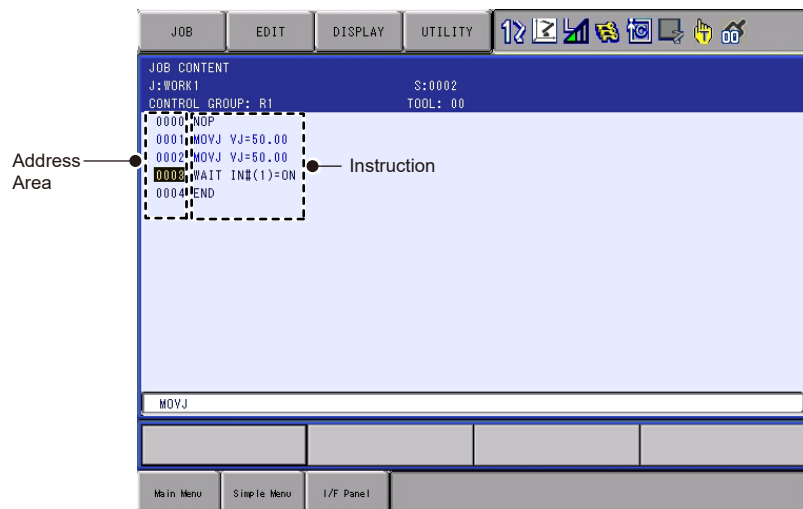 JOB EDIT DISPLAY UTILITY
JOB CONTENT
J:WORK1 S:0002
CONTROL GROUP: R1 TOOL: 00
0000 NOP
0001 MOVJ VJ=50.00
0002 MOVJ VJ=50.00
0003 WAIT IN#(1)=ON
0004 END
Address
Area
Instruction
MOVJ
Main Menu Simple Menu I/F Panel